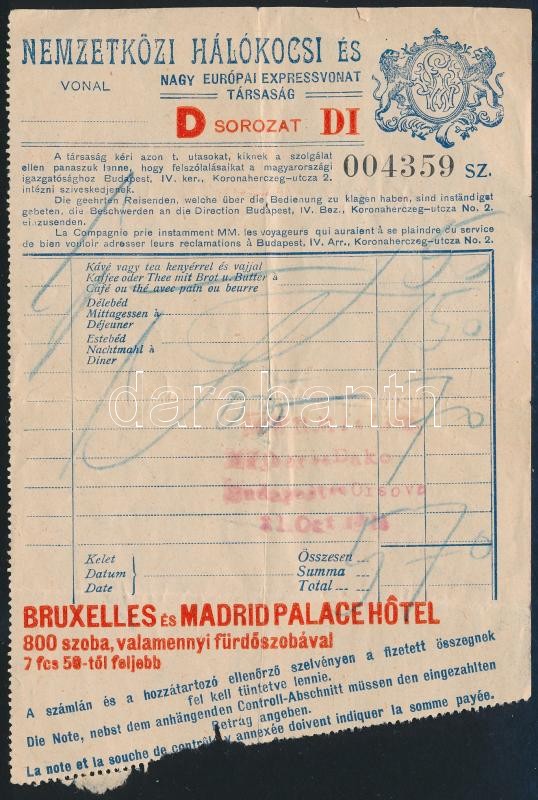 NEMZETKÖZI HÁLÓKOCSI ÉS
VONAL
NAGY EURÓPAI EXPRESSVONAT
TÁRSASÁG
D SOROZAT DI
A társaság kéri azon t. utasokat, kiknek a szolgálat
ellen panaszuk lenne, hogy felszólalásaikat a magyarországi
igazgatósághoz Budapest, IV. ker., Koronaherczeg-utcza 2.
intézni sziveskedjenek.
004359 SZ.
Die geehrten Reisenden, welche über die Bedienung zu klagen haben, sind inständigst
gebeten, die Beschwerden an die Direction Budapest, IV. Bez., Koronaherczeg-utcza No. 2.
einzusenden.
La Compagnie prie instamment MM. les voyageurs qui auraient à se plaindre du service
de bien vouloir adresser leurs reclamations à Budapest, IV. Arr., Koronaherczeg-utcza No. 2.
Kávé vagy tea kenyérrel és vajjal
Kaffee oder Thee mit Brot u. Butter à
Café ou thé avec pain ou beurre
Délebéd
Mittagessen à
Déjeuner
Estebéd
Nachtmahl à
Diner
darabanth
Budapest Orsova
21 Oct
Kelet
Datum
Date
Összesen
Summa
Total
570
BRUXELLES ÉS MADRID PALACE HÔTEL
800 szoba, valamennyi fürdőszobával
7 fcs 50-től feljebb
A számlán és a hozzátartozó ellenőrző szelvényen a fizetett összegnek
fel kell tüntetve lennie.
Die Note, nebst dem anhängenden Controll-Abschnitt müssen den eingezahlten
Betrag angeben.
La note et la souche de contrôle y annexée doivent indiquer la somme payée.